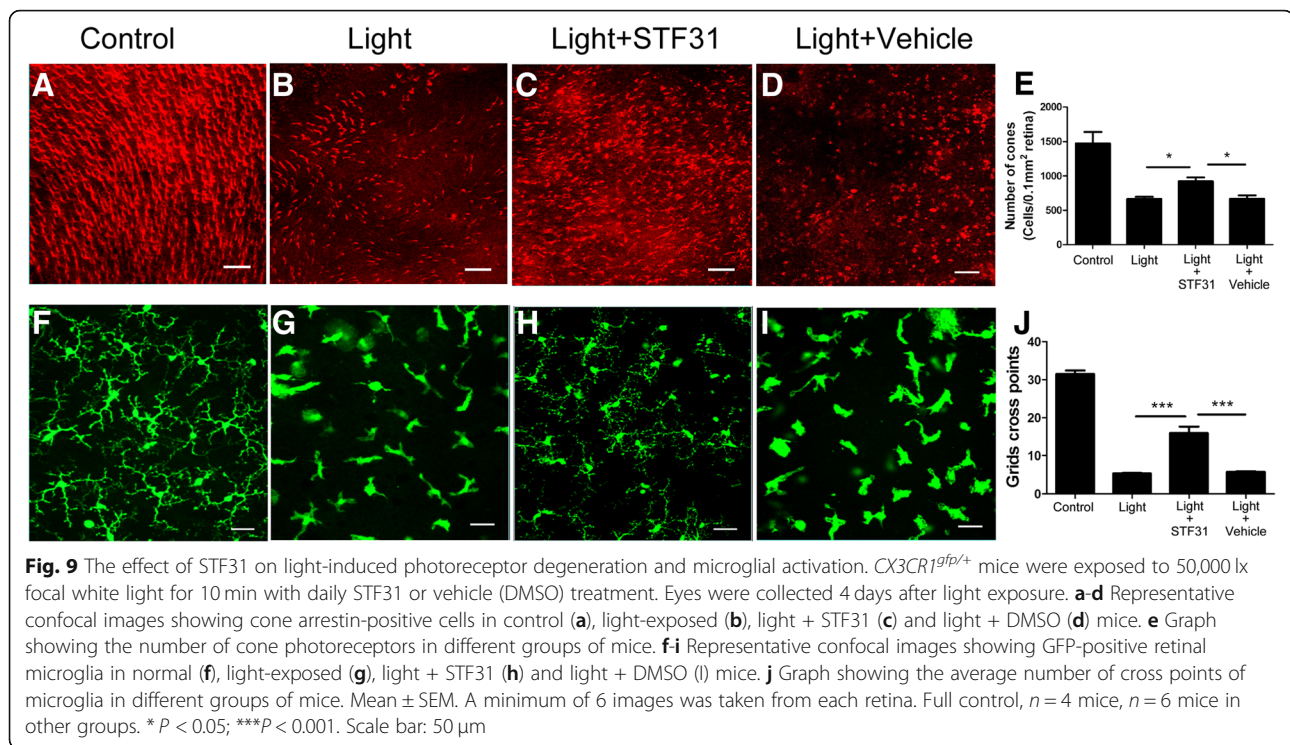 Control Light Light+STF31 Light+Vehicle
A B C D E
Number of cones
(Cells/0.1mm² retina)
2000
1500
1000
500
0
* *
Control Light Light + STF31 Light + Vehicle
F G H I J
Grids cross points
40
30
20
10
0
*** ***
Control Light Light + STF31 Light + Vehicle
Fig. 9 The effect of STF31 on light-induced photoreceptor degeneration and microglial activation. CX3CR1gfp/+ mice were exposed to 50,000 lx
focal white light for 10 min with daily STF31 or vehicle (DMSO) treatment. Eyes were collected 4 days after light exposure. a-d Representative
confocal images showing cone arrestin-positive cells in control (a), light-exposed (b), light + STF31 (c) and light + DMSO (d) mice. e Graph
showing the number of cone photoreceptors in different groups of mice. f-i Representative confocal images showing GFP-positive retinal
microglia in normal (f), light-exposed (g), light + STF31 (h) and light + DMSO (I) mice. j Graph showing the average number of cross points of
microglia in different groups of mice. Mean ± SEM. A minimum of 6 images was taken from each retina. Full control, n = 4 mice, n = 6 mice in
other groups. * P < 0.05; ***P < 0.001. Scale bar: 50 μm